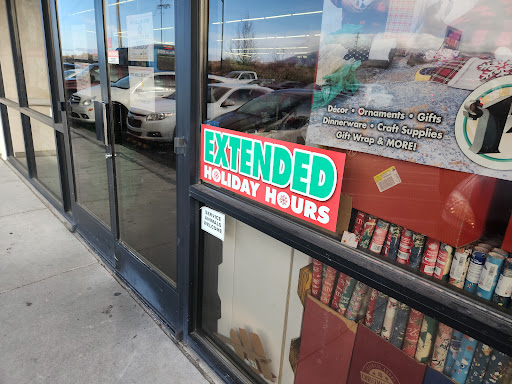 Décor • Ornaments • Gifts
Dinnerware • Craft Supplies
Gift Wrap & MORE!
EXTENDED
HOLIDAY HOURS
SERVICE
ANIMALS
WELCOME